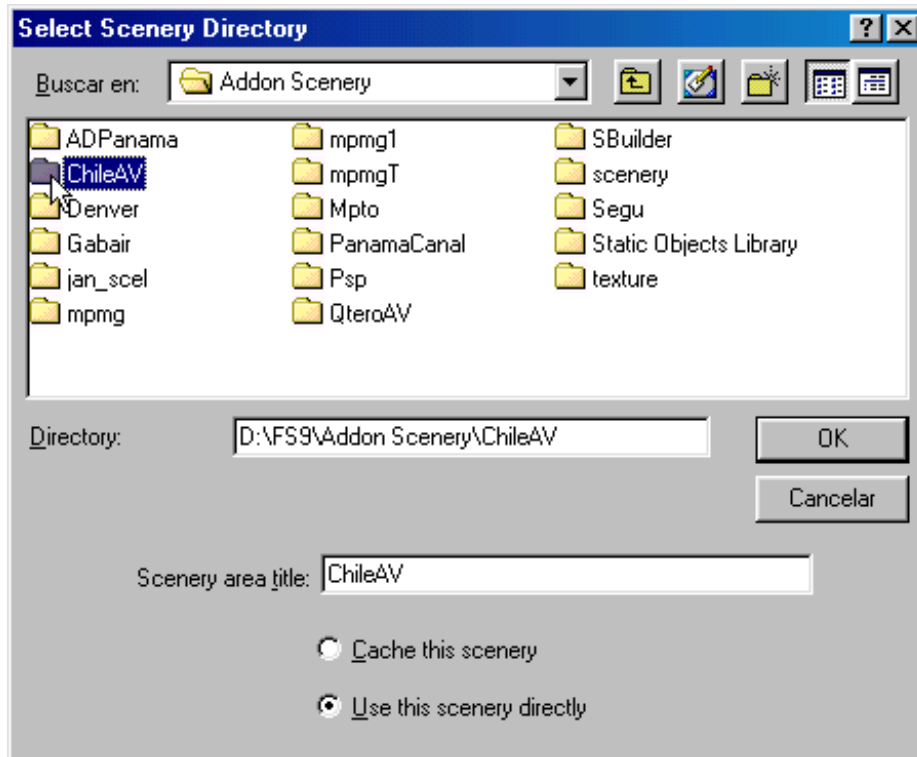 Select Scenery Directory
Buscar en: Addon Scenery
ADPanama mpmg1 SBuilder
ChileAV mpmgT scenery
Denver Mpto Segu
Gabair PanamaCanal Static Objects Library
jan_scel Psp texture
mpmg QteroAV
Directory: D:\FS9\Addon Scenery\ChileAV OK
Cancelar
Scenery area title: ChileAV
Cache this scenery
Use this scenery directly